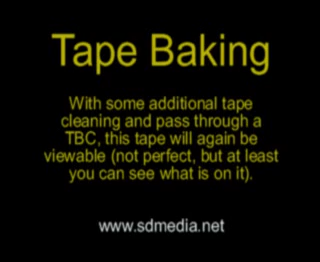 Tape Baking
With some additional tape
cleaning and pass through a
TBC, this tape will again be
viewable (not perfect, but at least
you can see what is on it).
www.sdmedia.net